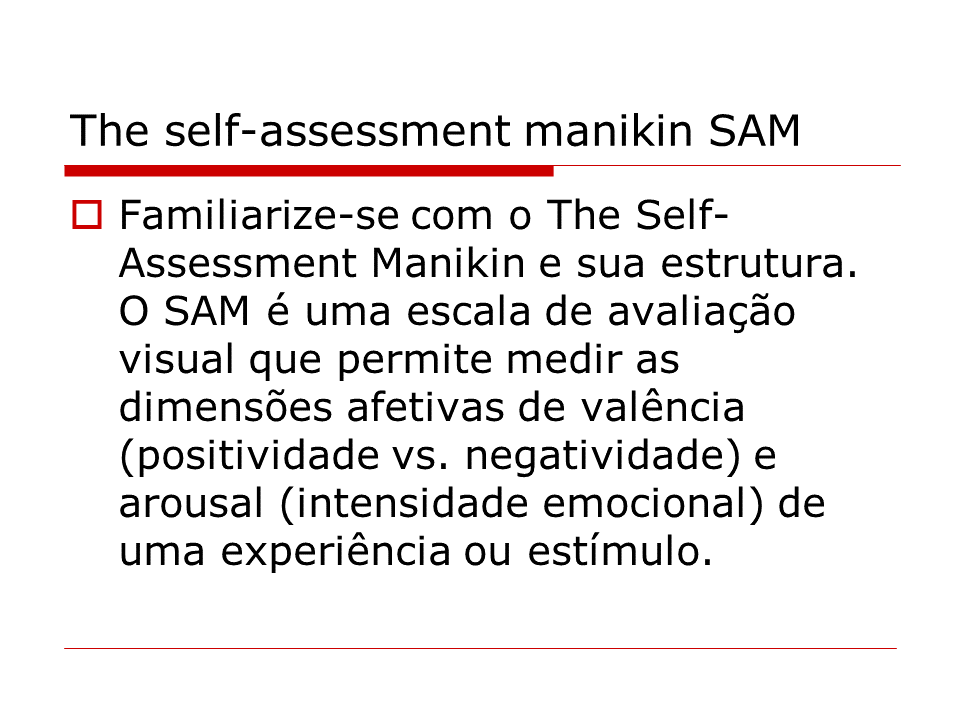 The self-assessment manikin SAM
Familiarize-se com o The Self-
Assessment Manikin e sua estrutura.
O SAM é uma escala de avaliação
visual que permite medir as
dimensões afetivas de valência
(positividade vs. negatividade) e
arousal (intensidade emocional) de
uma experiência ou estímulo.